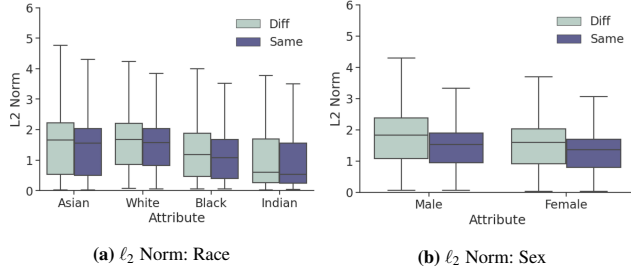 6
5
4
3
2
1
0
L2 Norm
Diff
Same
Asian White Black Indian
Attribute
(a) ℓ2 Norm: Race
6
5
4
3
2
1
0
L2 Norm
Diff
Same
Male Female
Attribute
(b) ℓ2 Norm: Sex